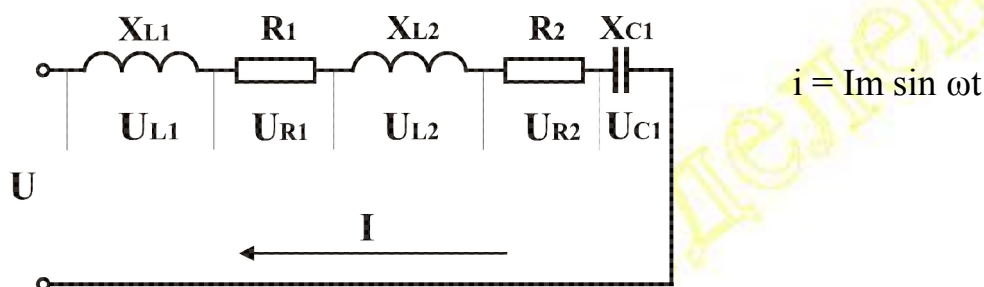 XL1 R1 XL2 R2 XC1
i = Im sin ωt
UL1 UR1 UL2 UR2 UC1
U
I